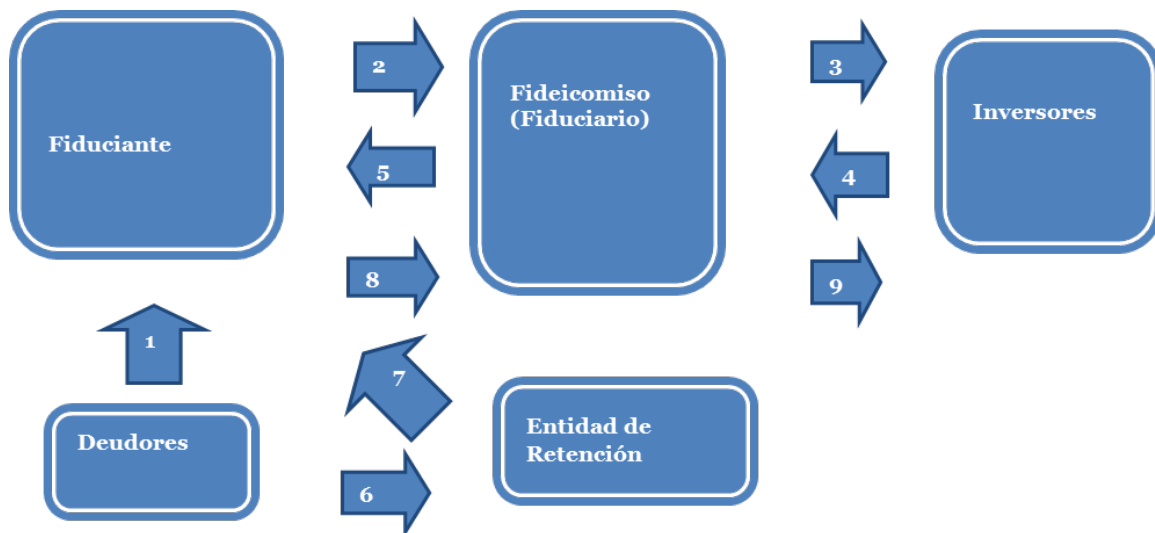 2
3
Fideicomiso
(Fiduciario)
Inversores
Fiduciante
5
4
8
9
1
7
Deudores
Entidad de
Retención
6